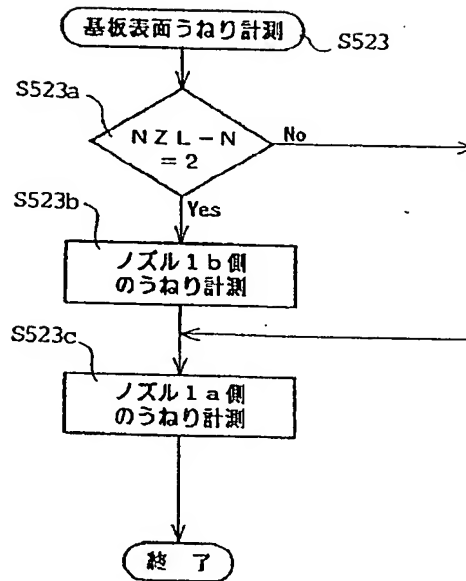 基板表面うねり計測
S523
S523a
NZL-N
=2
No
Yes
S523b
ノズル1b側
のうねり計測
S523c
ノズル1a側
のうねり計測
終了